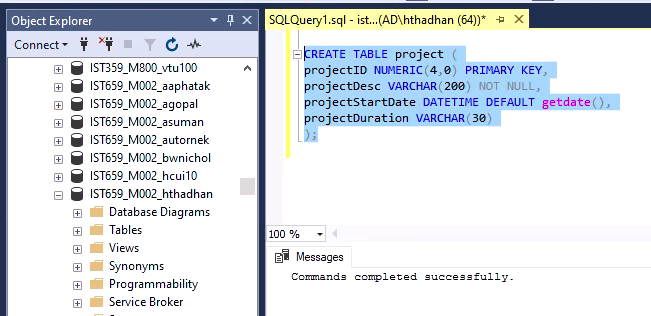 Object Explorer
Connect
IST359_M800_vtu100
IST659_M002_aaphatak
IST659_M002_agopal
IST659_M002_asuman
IST659_M002_autornek
IST659_M002_bwnichol
IST659_M002_hcui10
IST659_M002_hthadhan
Database Diagrams
Tables
Views
Synonyms
Programmability
Service Broker
SQLQuery1.sql - ist...(AD\hthadhan (64))*
CREATE TABLE project (
projectID NUMERIC(4,0) PRIMARY KEY,
projectDesc VARCHAR(200) NOT NULL,
projectStartDate DATETIME DEFAULT getdate(),
projectDuration VARCHAR(30)
);
100 %
Messages
Commands completed successfully.